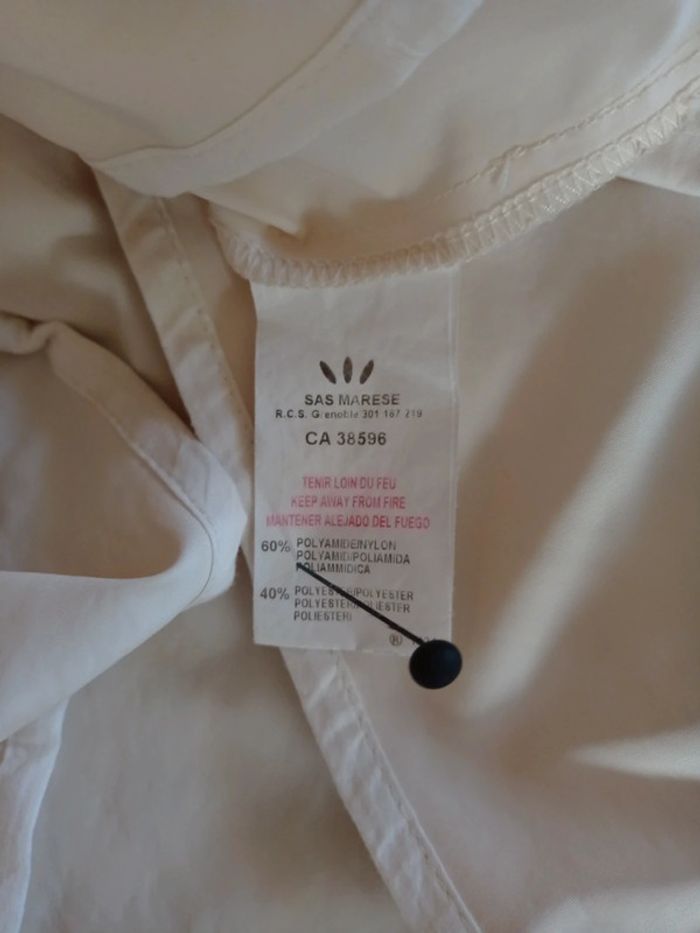 SAS MARESE
R.C.S. Grenoble 301 187 219
CA 38596
TENIR LOIN DU FEU
KEEP AWAY FROM FIRE
MANTENER ALEJADO DEL FUEGO
60% POLYAMIDE/NYLON
POLYAMID/POLIAMIDA
POLIAMMIDICA
40% POLYESTER/POLYESTER
POLYESTER/POLIESTER
POLIESTERI
®